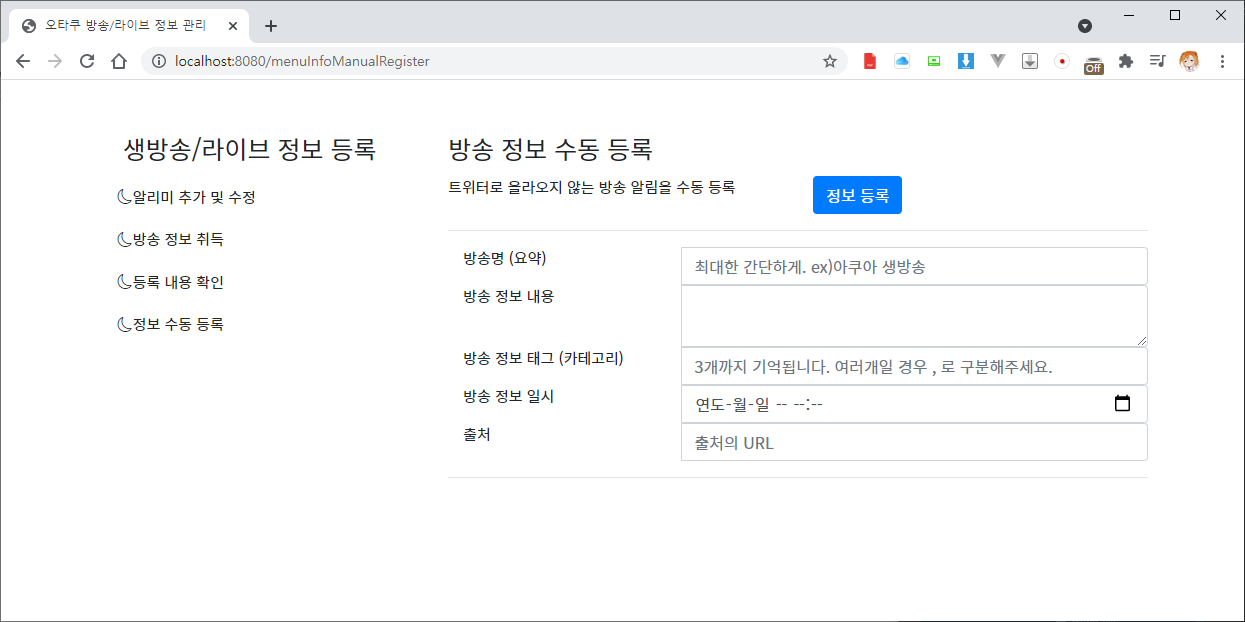 오타쿠 방송/라이브 정보 관리
localhost:8080/menuInfoManualRegister
Off
생방송/라이브 정보 등록
알리미 추가 및 수정
방송 정보 취득
등록 내용 확인
정보 수동 등록
방송 정보 수동 등록
트위터로 올라오지 않는 방송 알림을 수동 등록
정보 등록
방송명 (요약)
최대한 간단하게. ex)아쿠아 생방송
방송 정보 내용
방송 정보 태그 (카테고리)
3개까지 기억됩니다. 여러개일 경우 , 로 구분해주세요.
방송 정보 일시
연도-월-일 -- --:--
출처
출처의 URL